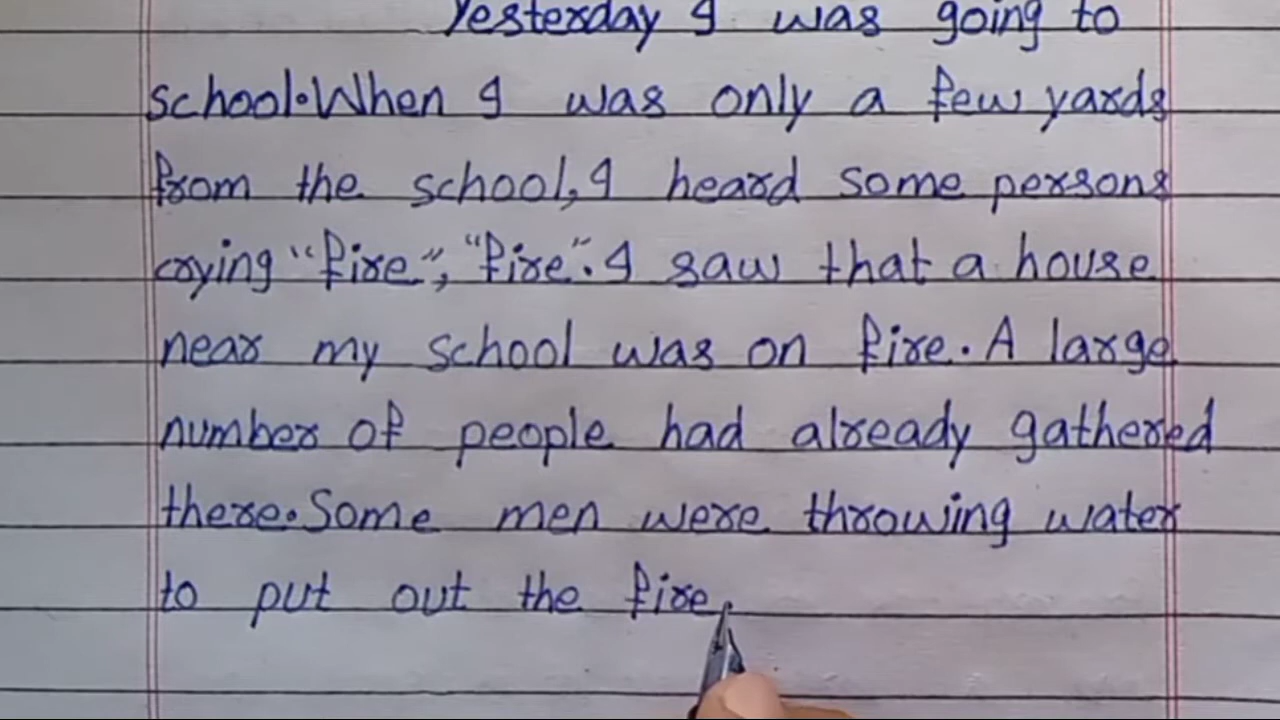 Yesterday I was going to
school. When I was only a few yards
from the school, I heard some persons
crying "fire", "fire". I saw that a house
near my school was on fire. A large
number of people had already gathered
there. Some men were throwing water
to put out the fire.